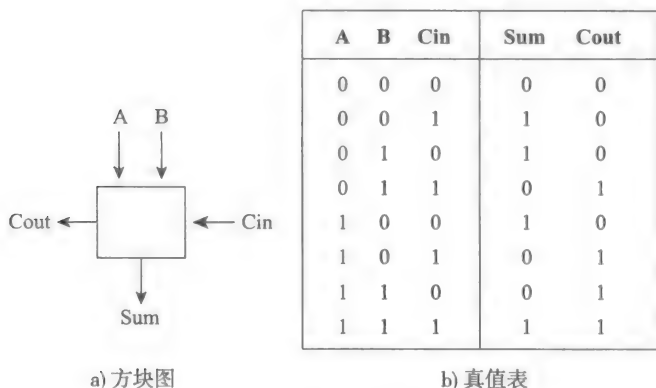 A B
Cout Cin
Sum
a) 方块图
A B Cin Sum Cout
0 0 0 0 0
0 0 1 1 0
0 1 0 1 0
0 1 1 0 1
1 0 0 1 0
1 0 1 0 1
1 1 0 0 1
1 1 1 1 1
b) 真值表